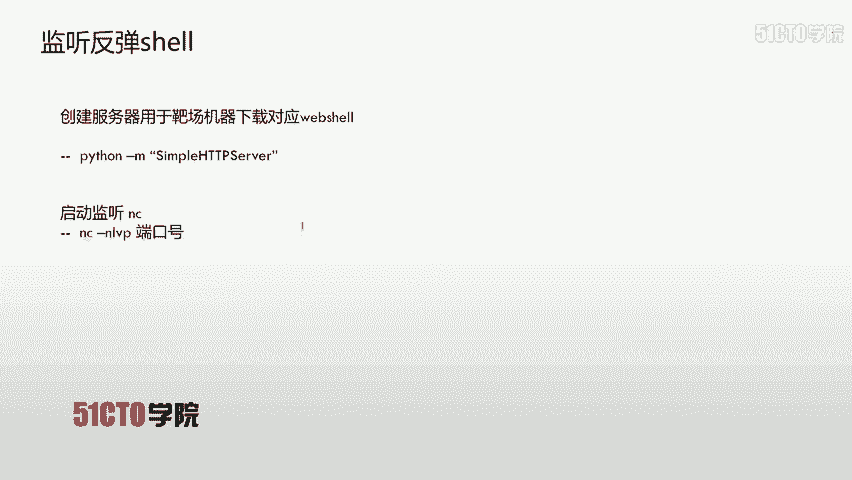 51CTO学院
监听反弹shell
创建服务器用于靶场机器下载对应webshell
-- python –m “SimpleHTTPServer”
启动监听 nc
-- nc –nlvp 端口号
51CTO学院